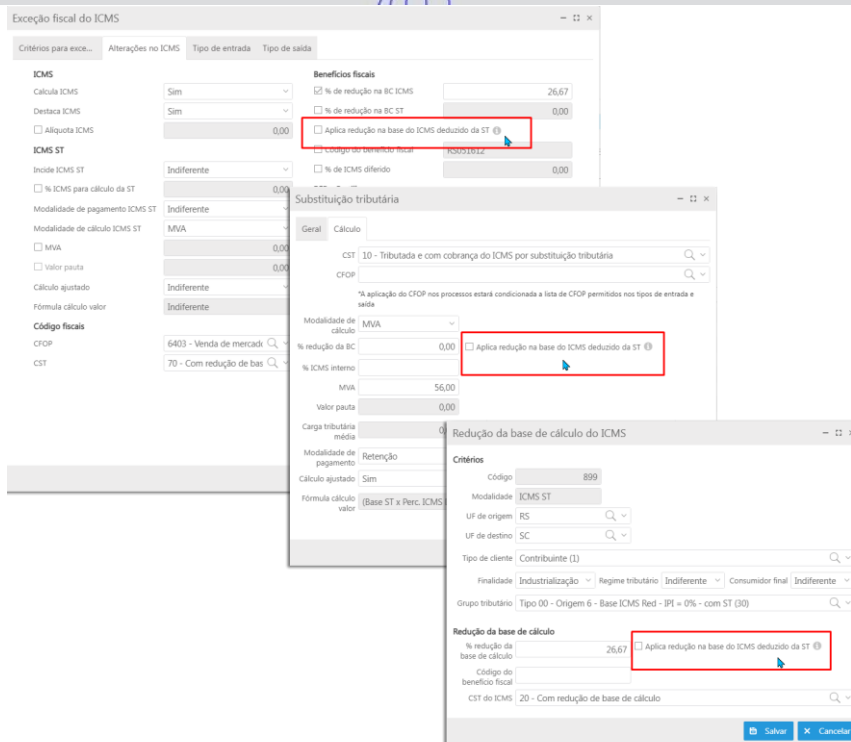 Exceção fiscal do ICMS
Critérios para exce... Alterações no ICMS Tipo de entrada Tipo de saída
ICMS
Calcula ICMS Sim
Destaca ICMS Sim
Alíquota ICMS 0,00
ICMS ST
Incide ICMS ST Indiferente
% ICMS para cálculo da ST 0,00
Modalidade de pagamento ICMS ST Indiferente
Modalidade de cálculo ICMS ST MVA
MVA 0,00
Valor pauta 0,00
Cálculo ajustado Indiferente
Fórmula cálculo valor Indiferente
Código fiscais
CFOP 6403 - Venda de mercadc
CST 70 - Com redução de bas
Benefícios fiscais
% de redução na BC ICMS 26,67
% de redução na BC ST 0,00
Aplica redução na base do ICMS deduzido da ST
Código do benefício fiscal RS051612
% de ICMS diferido 0,00
Substituição tributária
Geral Cálculo
CST 10 - Tributada e com cobrança do ICMS por substituição tributária
CFOP
*A aplicação do CFOP nos processos estará condicionada a lista de CFOP permitidos nos tipos de entrada e
saída
Modalidade de
cálculo MVA
% redução da BC 0,00 Aplica redução na base do ICMS deduzido da ST
% ICMS interno
MVA 56,00
Valor pauta 0,00
Carga tributária
média
Modalidade de
pagamento Retenção
Cálculo ajustado Sim
Fórmula cálculo
valor (Base ST x Perc. ICMS
Redução da base de cálculo do ICMS
Critérios
Código 899
Modalidade ICMS ST
UF de origem RS
UF de destino SC
Tipo de cliente Contribuinte (1)
Finalidade Industrialização Regime tributário Indiferente Consumidor final Indiferente
Grupo tributário Tipo 00 - Origem 6 - Base ICMS Red - IPI = 0% - com ST (30)
Redução da base de cálculo
% redução da
base de cálculo 26,67 Aplica redução na base do ICMS deduzido da ST
Código do
benefício fiscal
CST do ICMS 20 - Com redução de base de cálculo
Salvar Cancelar